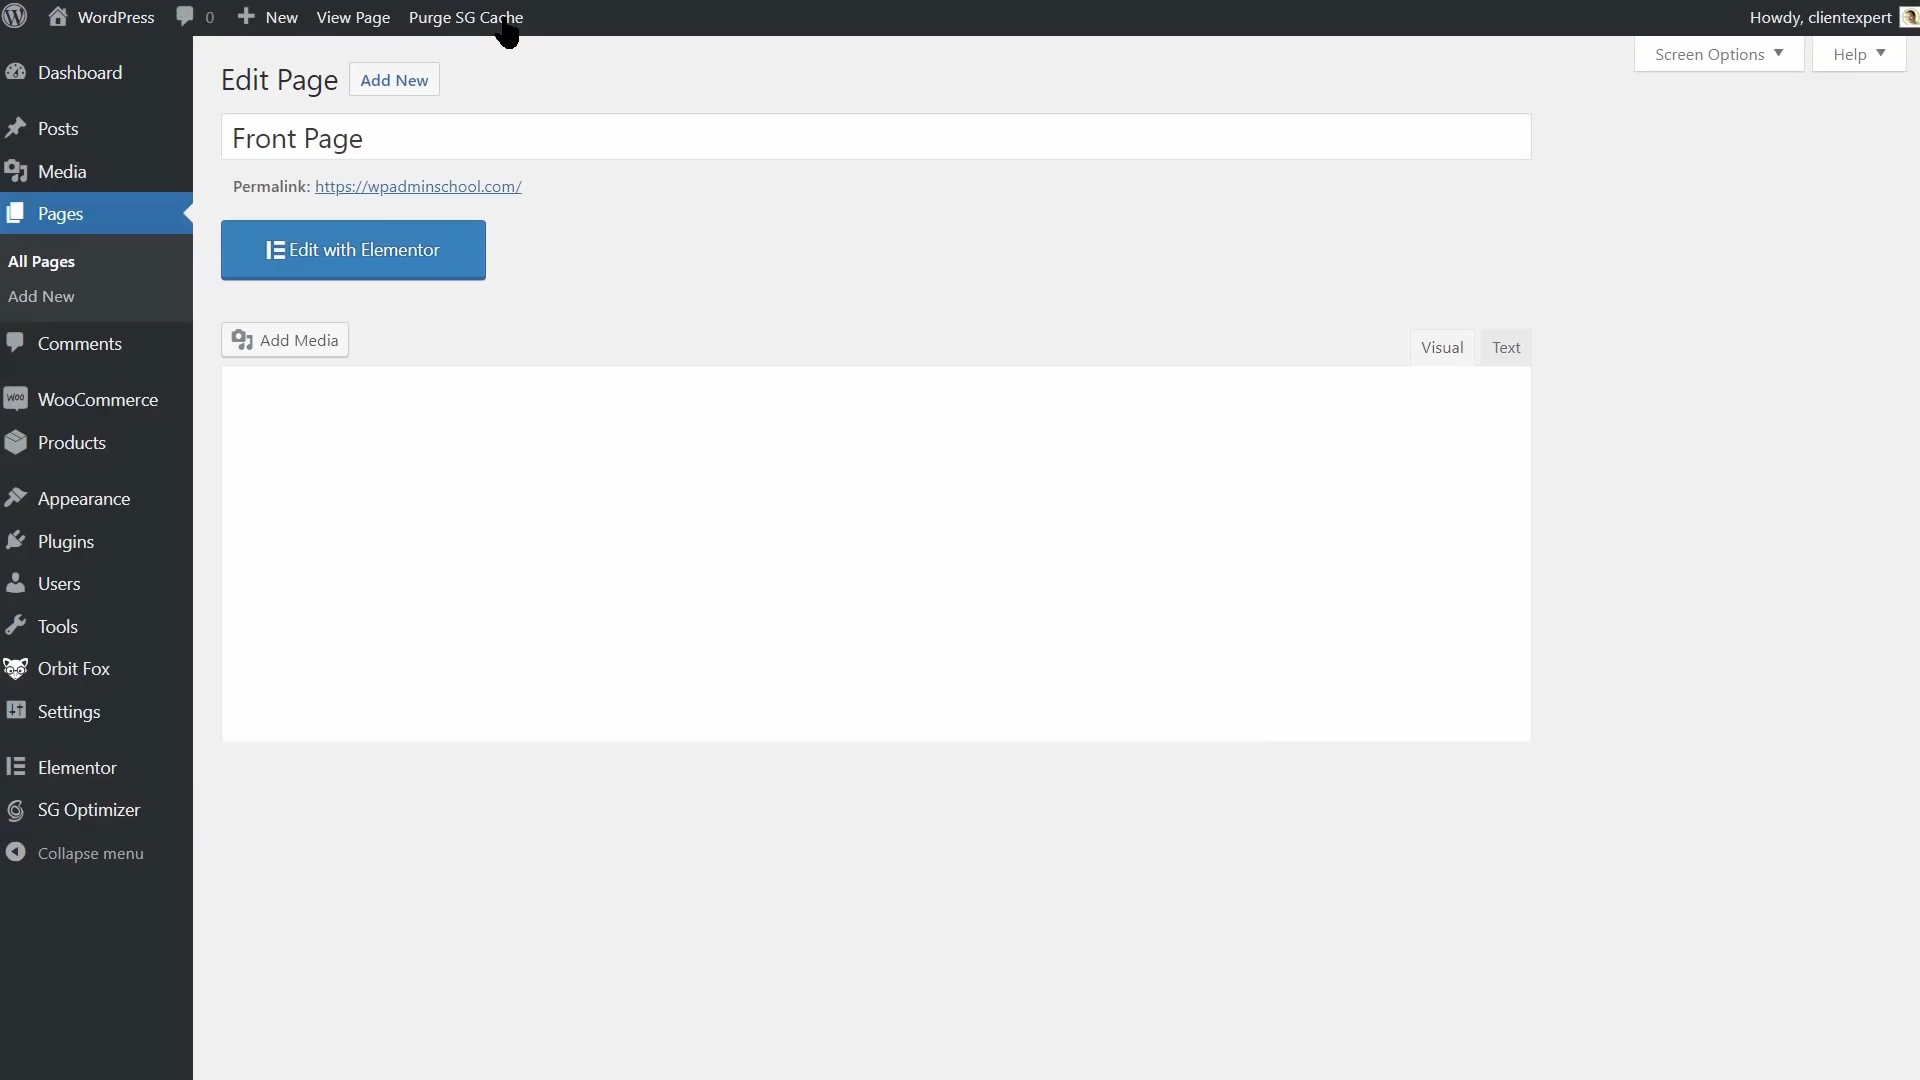 WordPress 0 New View Page Purge SG Cache Howdy, clientexpert
Screen Options Help
Dashboard
Posts
Media
Pages
All Pages
Add New
Comments
WooCommerce
Products
Appearance
Plugins
Users
Tools
Orbit Fox
Settings
Elementor
SG Optimizer
Collapse menu
Edit Page Add New
Front Page
Permalink: https://wpadminschool.com/
Edit with Elementor
Add Media
Visual Text